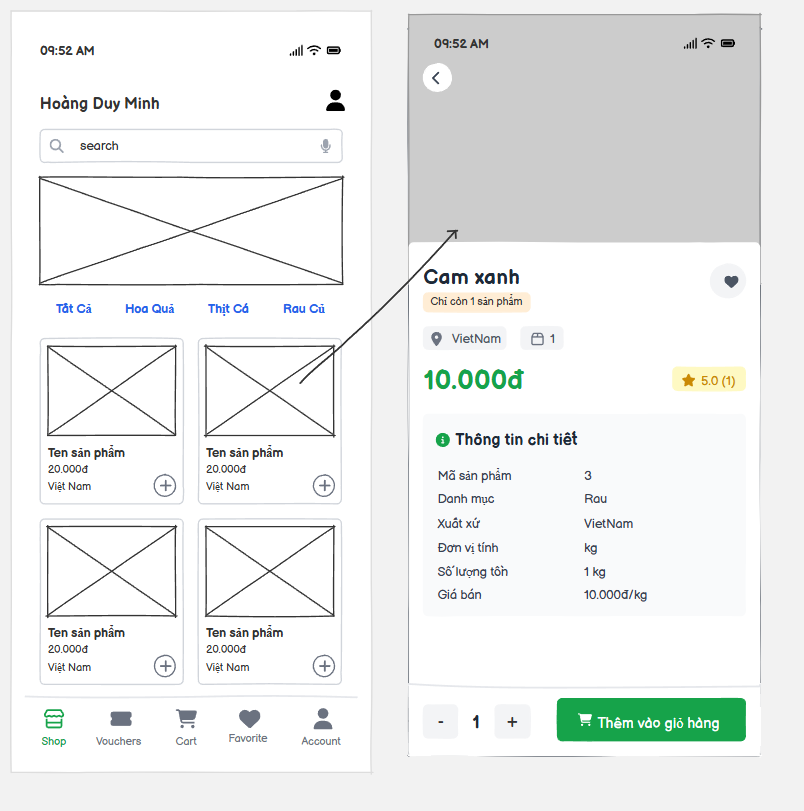 09:52 AM
Hoàng Duy Minh
search
Tất Cả Hoa Quả Thịt Cá Rau Củ
Ten sản phẩm
20.000đ
Việt Nam
Ten sản phẩm
20.000đ
Việt Nam
Ten sản phẩm
20.000đ
Việt Nam
Ten sản phẩm
20.000đ
Việt Nam
Shop Vouchers Cart Favorite Account
09:52 AM
Cam xanh
Chỉ còn 1 sản phẩm
VietNam 1
10.000đ 5.0 (1)
Thông tin chi tiết
Mã sản phẩm 3
Danh mục Rau
Xuất xứ VietNam
Đơn vị tính kg
Số lượng tồn 1 kg
Giá bán 10.000đ/kg
- 1 + Thêm vào giỏ hàng